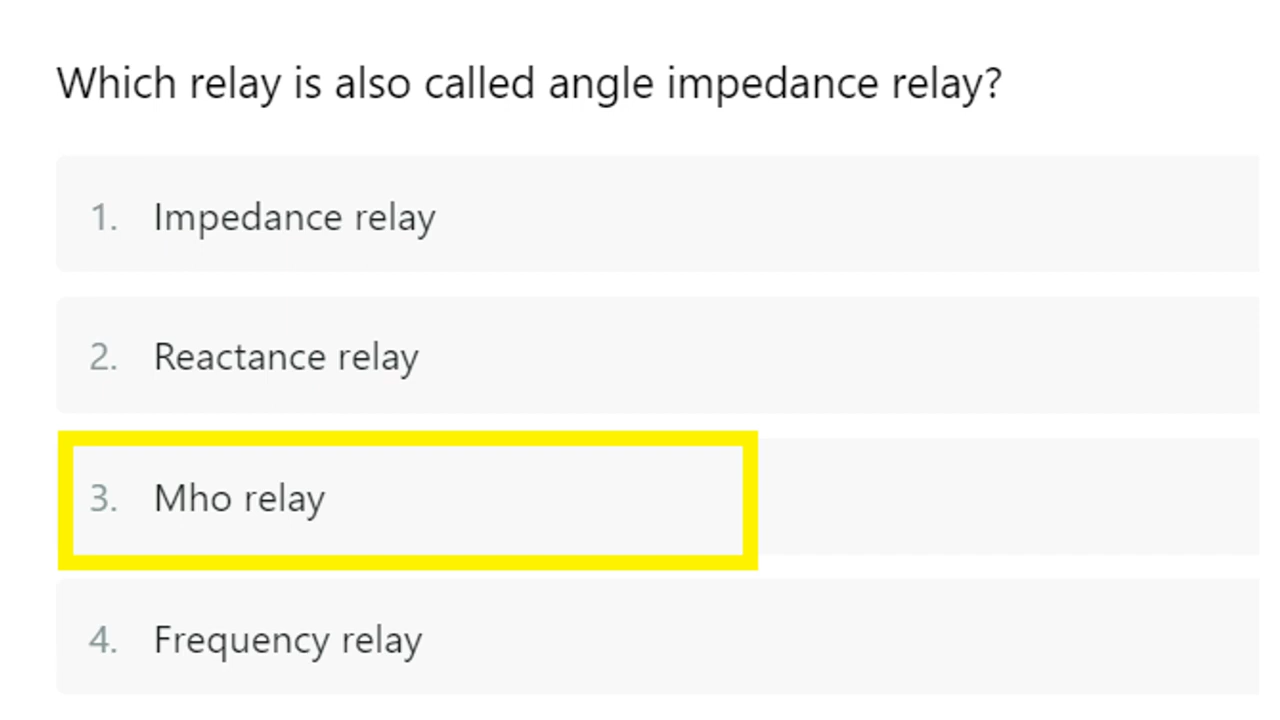 Which relay is also called angle impedance relay?
1. Impedance relay
2. Reactance relay
3. Mho relay
4. Frequency relay